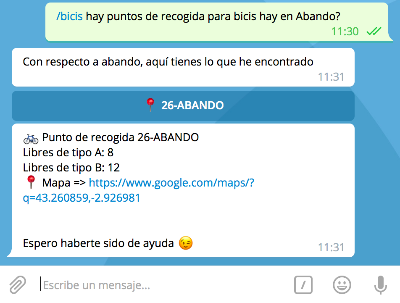 /bicis hay puntos de recogida para bicis hay en Abando?
11:30
Con respecto a abando, aquí tienes lo que he encontrado
11:31
26-ABANDO
Punto de recogida 26-ABANDO
Libres de tipo A: 8
Libres de tipo B: 12
Mapa => https://www.google.com/maps/?
q=43.260859,-2.926981
Espero haberte sido de ayuda
11:31
Escribe un mensaje...